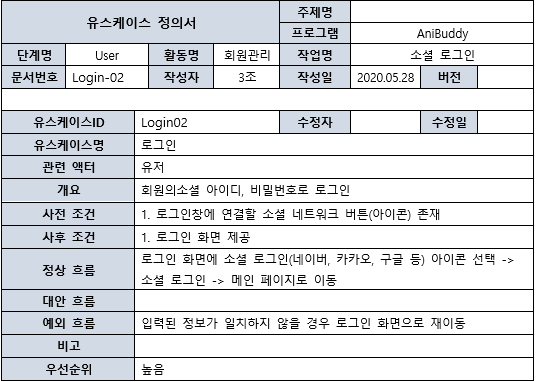 유스케이스 정의서 주제명
프로그램 AniBuddy
단계명 User 활동명 회원관리 작업명 소셜 로그인
문서번호 Login-02 작성자 3조 작성일 2020.05.28 버전
유스케이스ID Login02 수정자 수정일
유스케이스명 로그인
관련 액터 유저
개요 회원의소셜 아이디, 비밀번호로 로그인
사전 조건 1. 로그인창에 연결할 소셜 네트워크 버튼(아이콘) 존재
사후 조건 1. 로그인 화면 제공
정상 흐름 로그인 화면에 소셜 로그인(네이버, 카카오, 구글 등) 아이콘 선택 ->
소셜 로그인 -> 메인 페이지로 이동
대안 흐름
예외 흐름 입력된 정보가 일치하지 않을 경우 로그인 화면으로 재이동
비고
우선순위 높음